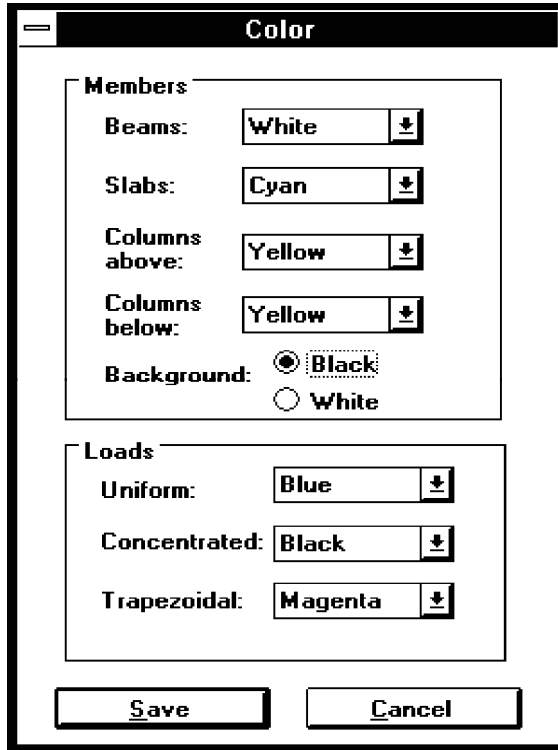 Color
Members
Beams: White
Slabs: Cyan
Columns
above: Yellow
Columns
below: Yellow
Background: Black
White
Loads
Uniform: Blue
Concentrated: Black
Trapezoidal: Magenta
Save Cancel